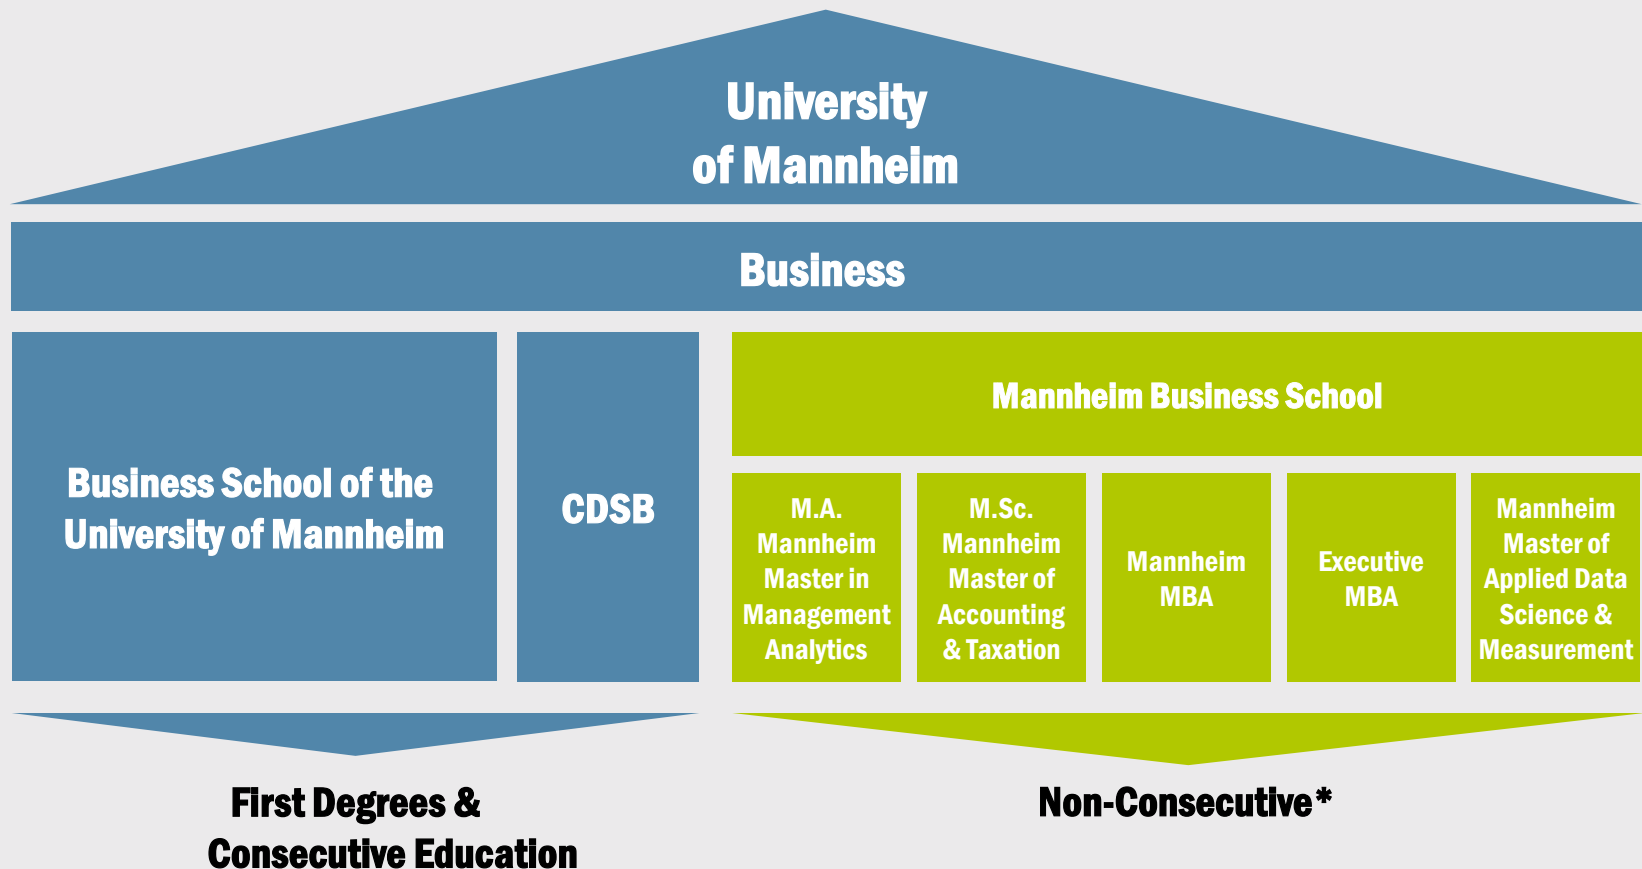 University
of Mannheim
Business
Business School of the
University of Mannheim
CDSB
Mannheim Business School
M.A.
Mannheim
Master in
Management
Analytics
M.Sc.
Mannheim
Master of
Accounting
& Taxation
Mannheim
MBA
Executive
MBA
Mannheim
Master of
Applied Data
Science &
Measurement
First Degrees &
Consecutive Education
Non-Consecutive*